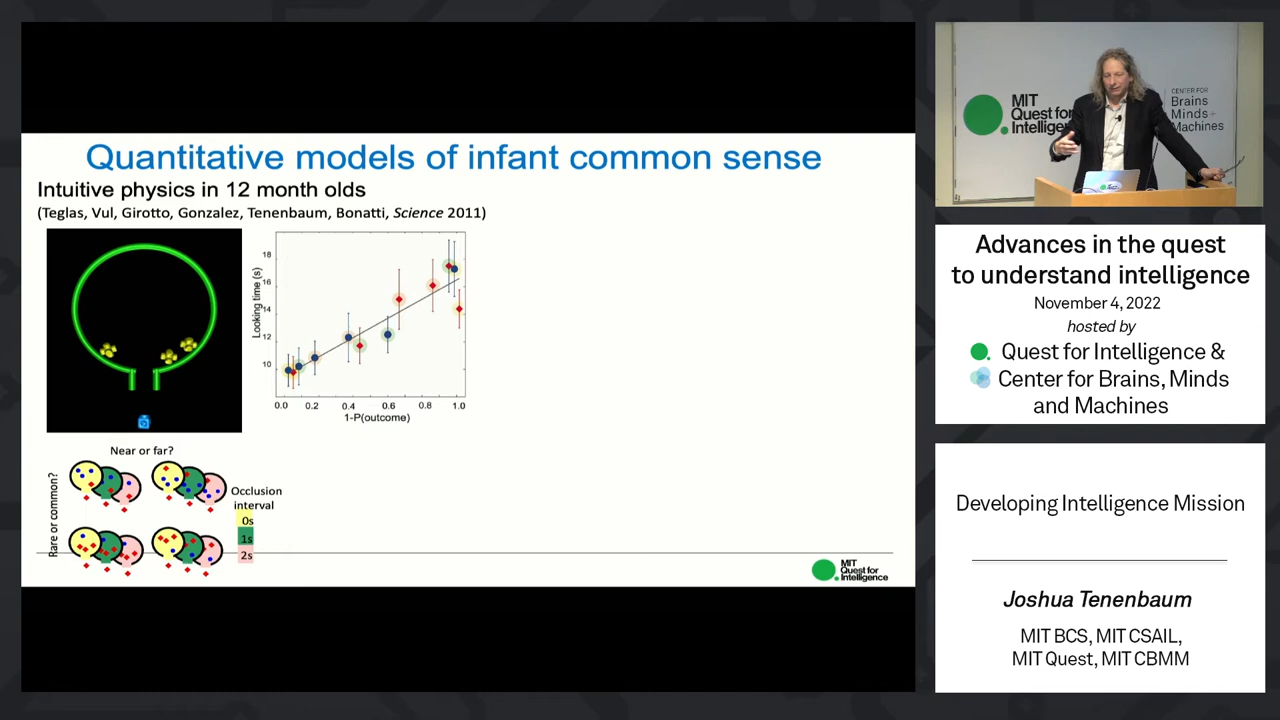 Quantitative models of infant common sense
Intuitive physics in 12 month olds
(Teglas, Vul, Girotto, Gonzalez, Tenenbaum, Bonatti, Science 2011)
Looking time (s)
18
16
14
12
10
0.0 0.2 0.4 0.6 0.8 1.0
1-P(outcome)
Near or far?
Rare or common?
Occlusion
interval
0s
1s
2s
MIT
Quest for
Intelligence
MIT
Quest for
Intelligence
CENTER FOR
Brains
Minds+
Machines
Advances in the quest
to understand intelligence
November 4, 2022
hosted by
Quest for Intelligence &
Center for Brains, Minds
and Machines
Developing Intelligence Mission
Joshua Tenenbaum
MIT BCS, MIT CSAIL,
MIT Quest, MIT CBMM